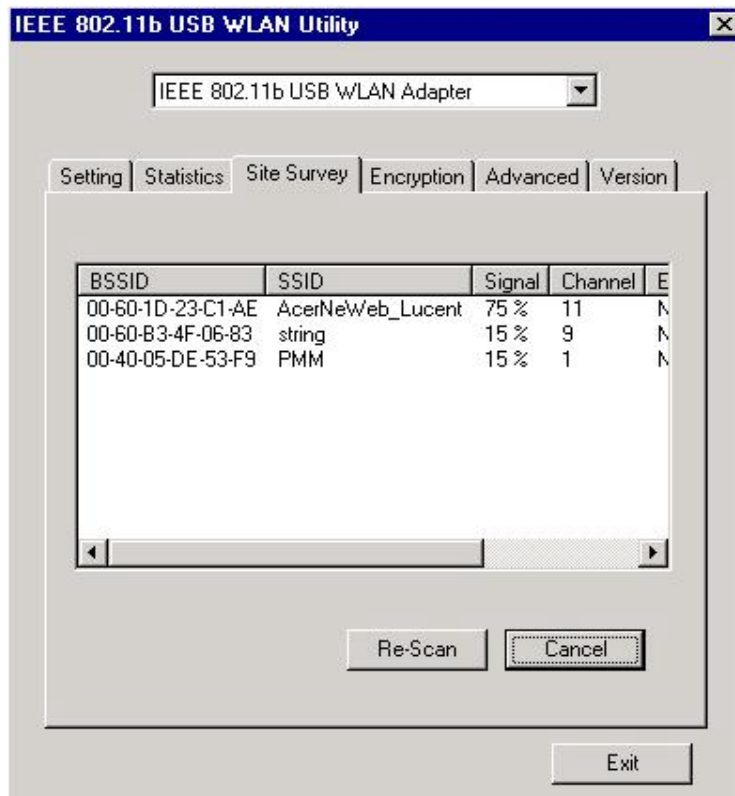 IEEE 802.11b USB WLAN Utility
IEEE 802.11b USB WLAN Adapter
Setting Statistics Site Survey Encryption Advanced Version
BSSID SSID Signal Channel E
00-60-1D-23-C1-AE AcerNeWeb_Lucent 75 % 11 N
00-60-B3-4F-06-83 string 15 % 9 N
00-40-05-DE-53-F9 PMM 15 % 1 N
Re-Scan Cancel
Exit